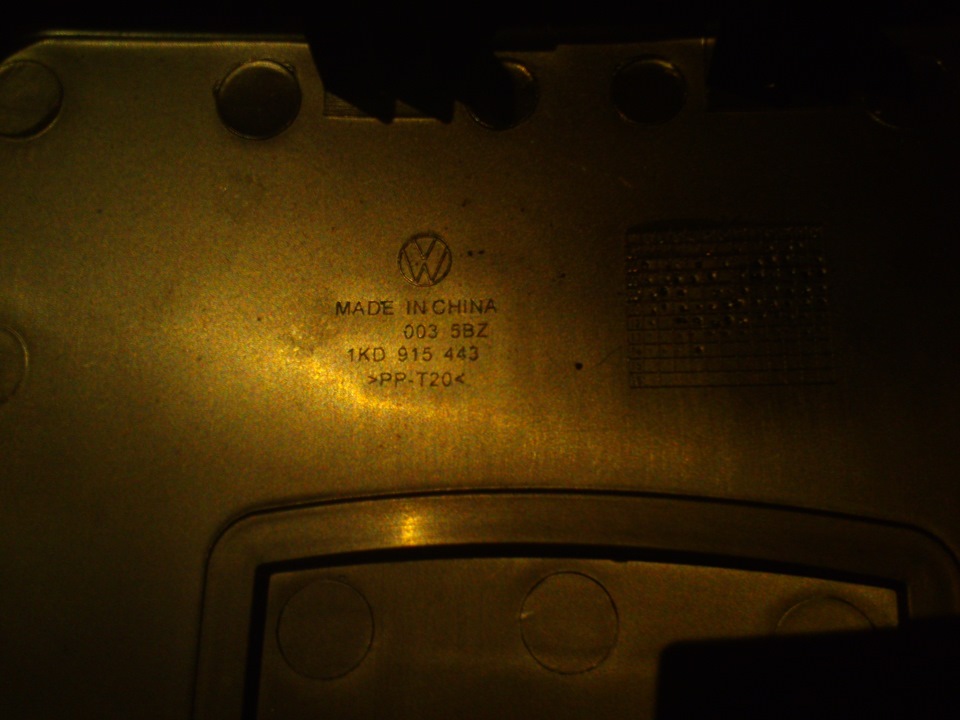 MADE IN CHINA
003 5BZ
1KD 915 443
>PP-T20<